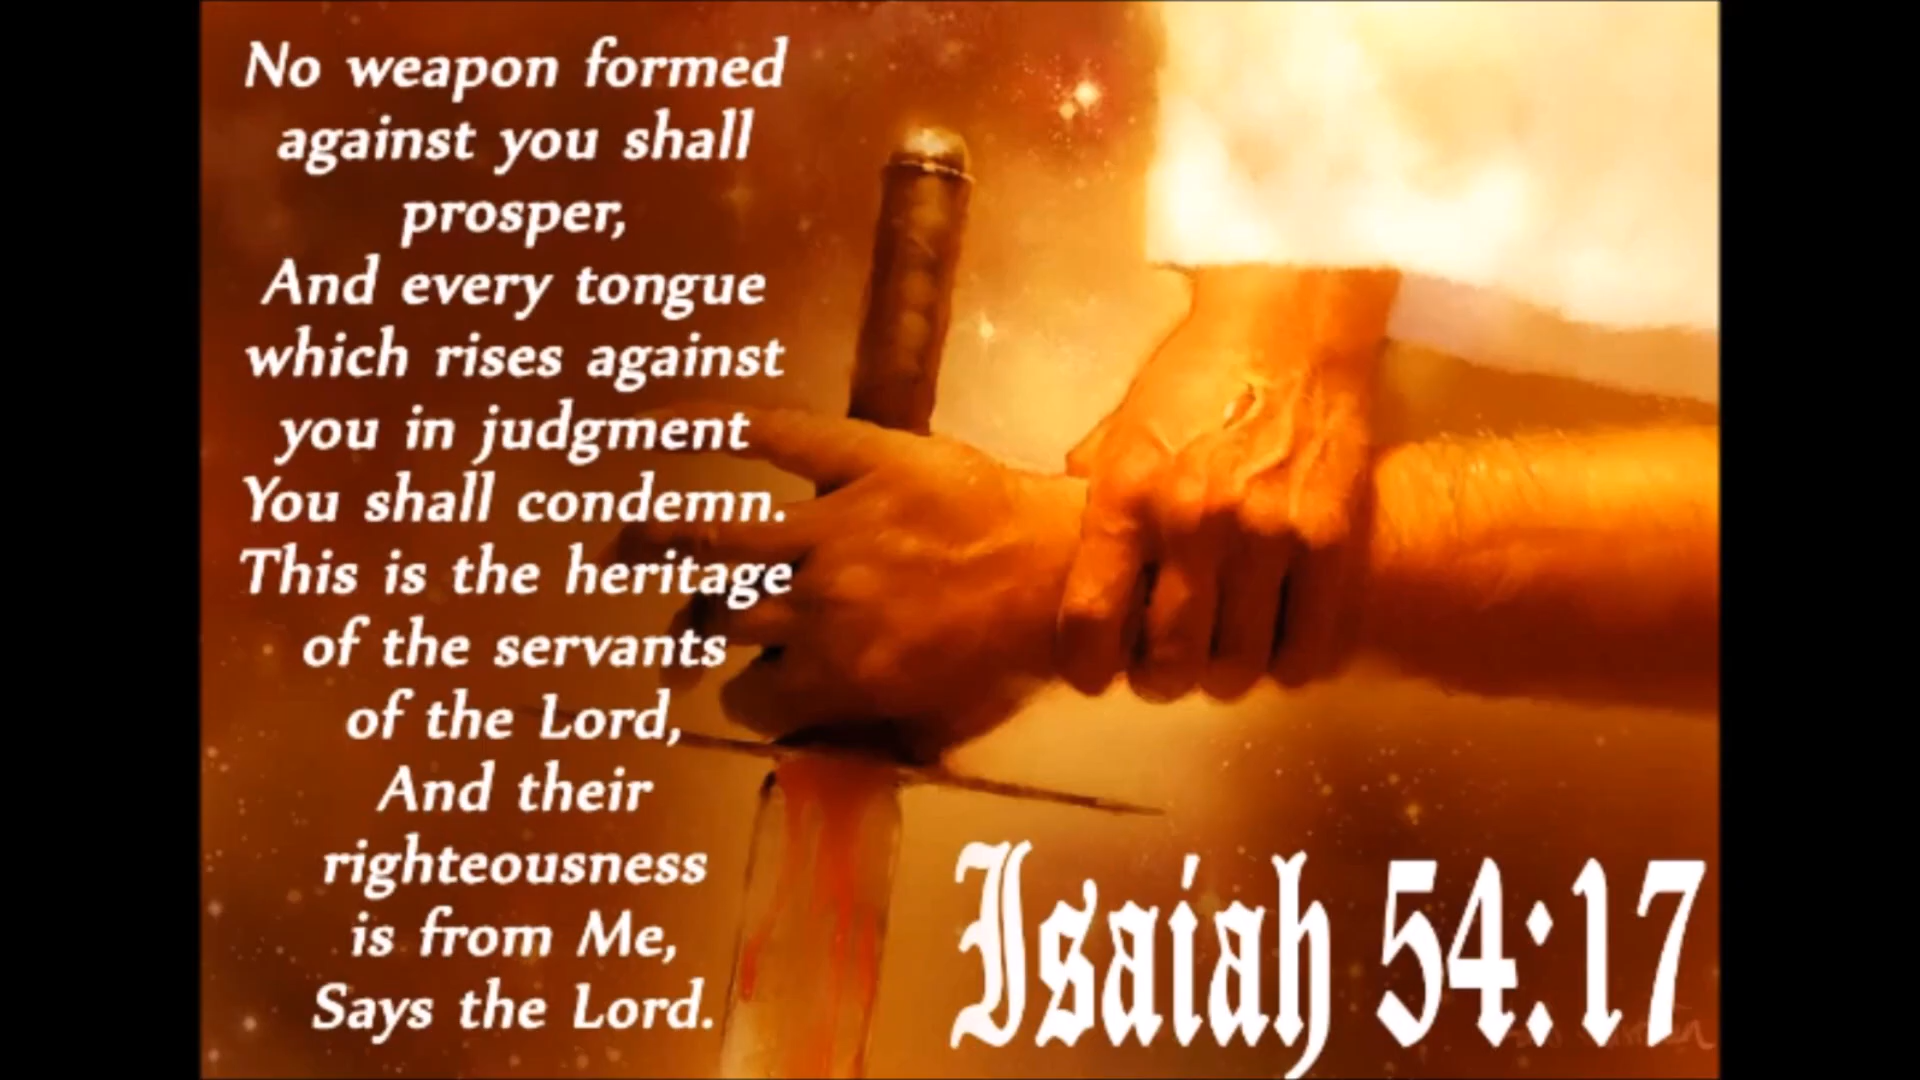 No weapon formed
against you shall
prosper,
And every tongue
which rises against
you in judgment
You shall condemn.
This is the heritage
of the servants
of the Lord,
And their
righteousness
is from Me,
Says the Lord.
Isaiah 54:17